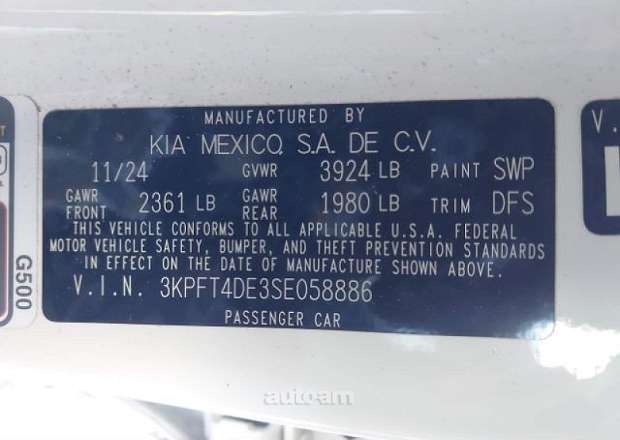 MANUFACTURED BY
KIA MEXICO, S.A. DE C.V.
11/24 GVWR 3924 LB PAINT SWP
GAWR FRONT 2361 LB GAWR REAR 1980 LB TRIM DFS
THIS VEHICLE CONFORMS TO ALL APPLICABLE U.S.A. FEDERAL
MOTOR VEHICLE SAFETY, BUMPER, AND THEFT PREVENTION STANDARDS
IN EFFECT ON THE DATE OF MANUFACTURE SHOWN ABOVE.
V.I.N. 3KPFT4DE3SE058886
PASSENGER CAR
G500
V.
auto-am